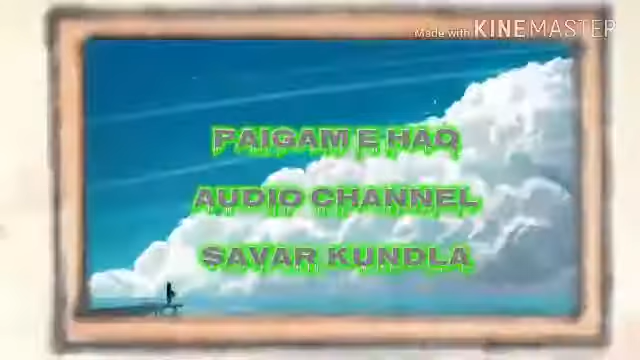 Made with KINEMASTER
PAIGAM E HAQ
AUDIO CHANNEL
SAVAR KUNDLA